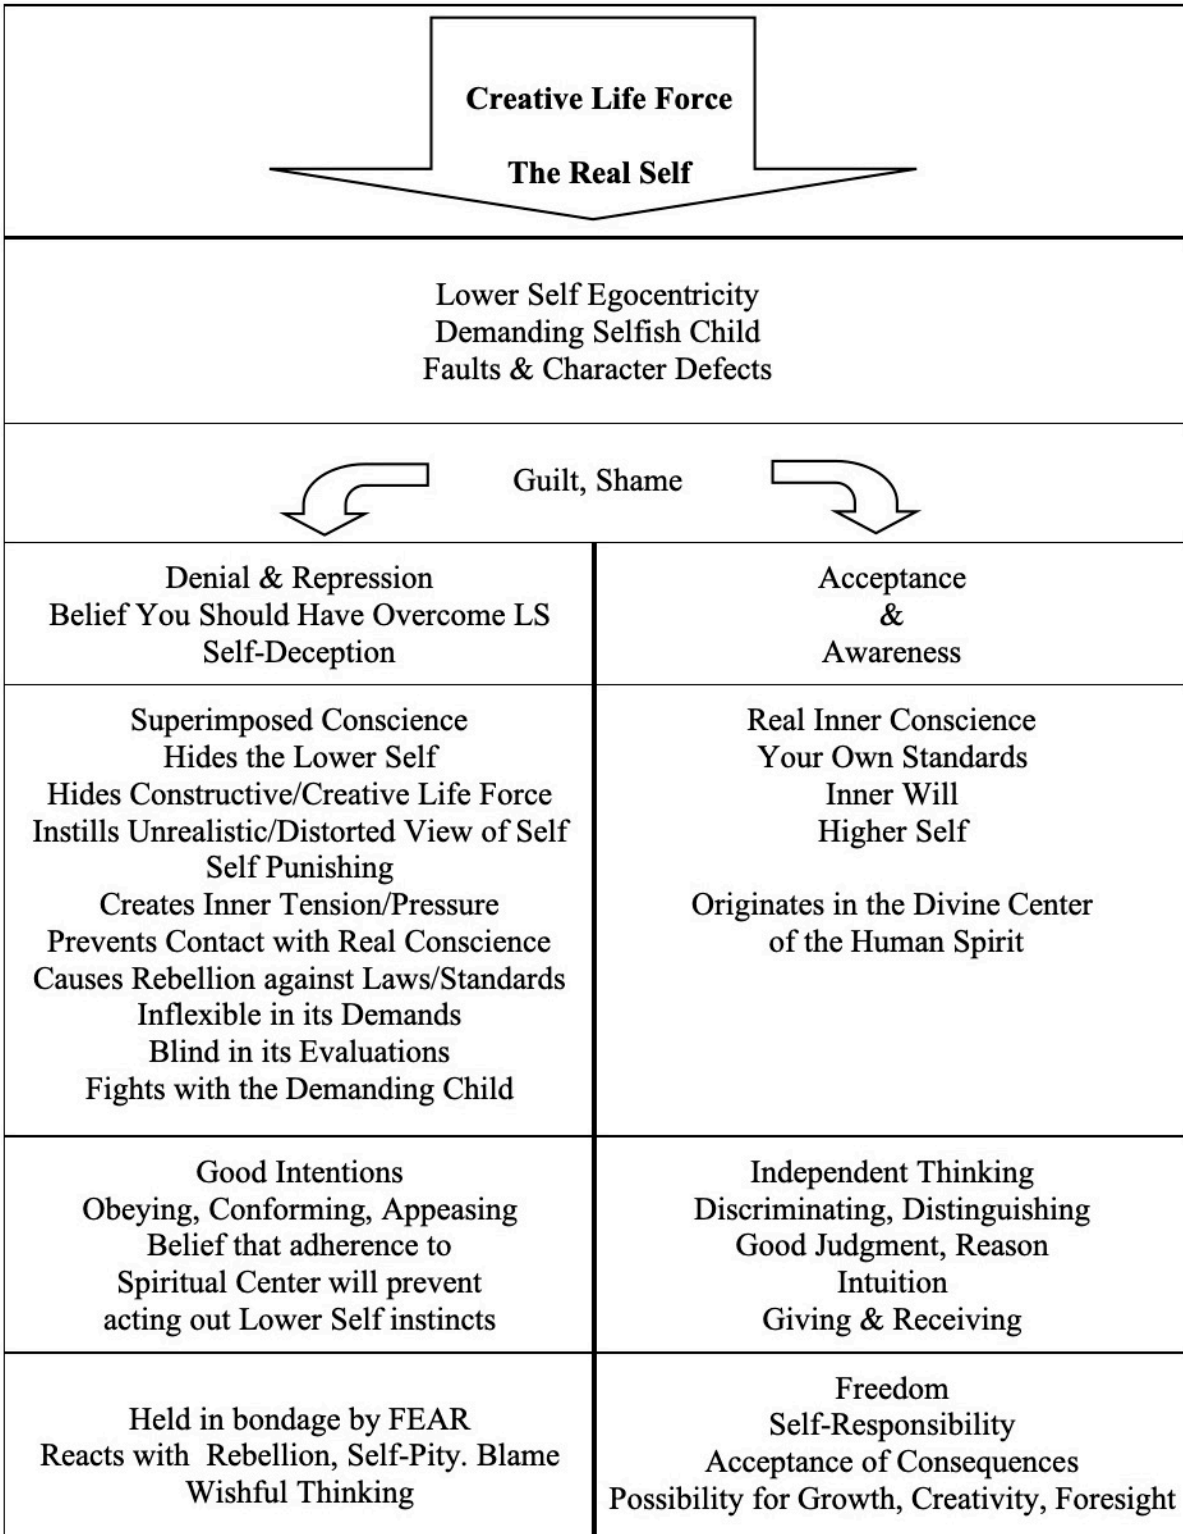 Creative Life Force
The Real Self
Lower Self Egocentricity
Demanding Selfish Child
Faults & Character Defects
Guilt, Shame
Denial & Repression
Belief You Should Have Overcome LS
Self-Deception
Acceptance
&
Awareness
Superimposed Conscience
Hides the Lower Self
Hides Constructive/Creative Life Force
Instills Unrealistic/Distorted View of Self
Self Punishing
Creates Inner Tension/Pressure
Prevents Contact with Real Conscience
Causes Rebellion against Laws/Standards
Inflexible in its Demands
Blind in its Evaluations
Fights with the Demanding Child
Real Inner Conscience
Your Own Standards
Inner Will
Higher Self
Originates in the Divine Center
of the Human Spirit
Good Intentions
Obeying, Conforming, Appeasing
Belief that adherence to
Spiritual Center will prevent
acting out Lower Self instincts
Independent Thinking
Discriminating, Distinguishing
Good Judgment, Reason
Intuition
Giving & Receiving
Held in bondage by FEAR
Reacts with  Rebellion, Self-Pity. Blame
Wishful Thinking
Freedom
Self-Responsibility
Acceptance of Consequences
Possibility for Growth, Creativity, Foresight